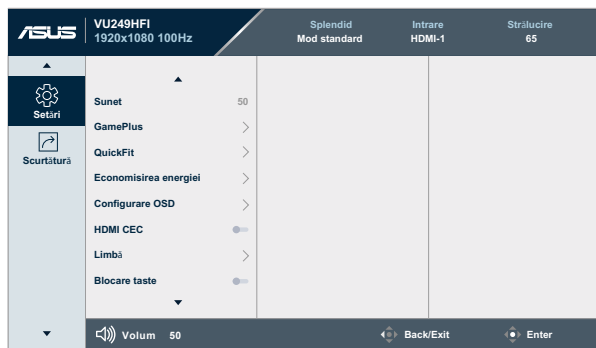 ASUS
VU249HFI
1920x1080 100Hz
Splendid
Mod standard
Intrare
HDMI-1
Strălucire
65
Setări
Scurtătură
Sunet 50
GamePlus
QuickFit
Economisirea energiei
Configurare OSD
HDMI CEC
Limbă
Blocare taste
Volum 50
Back/Exit
Enter